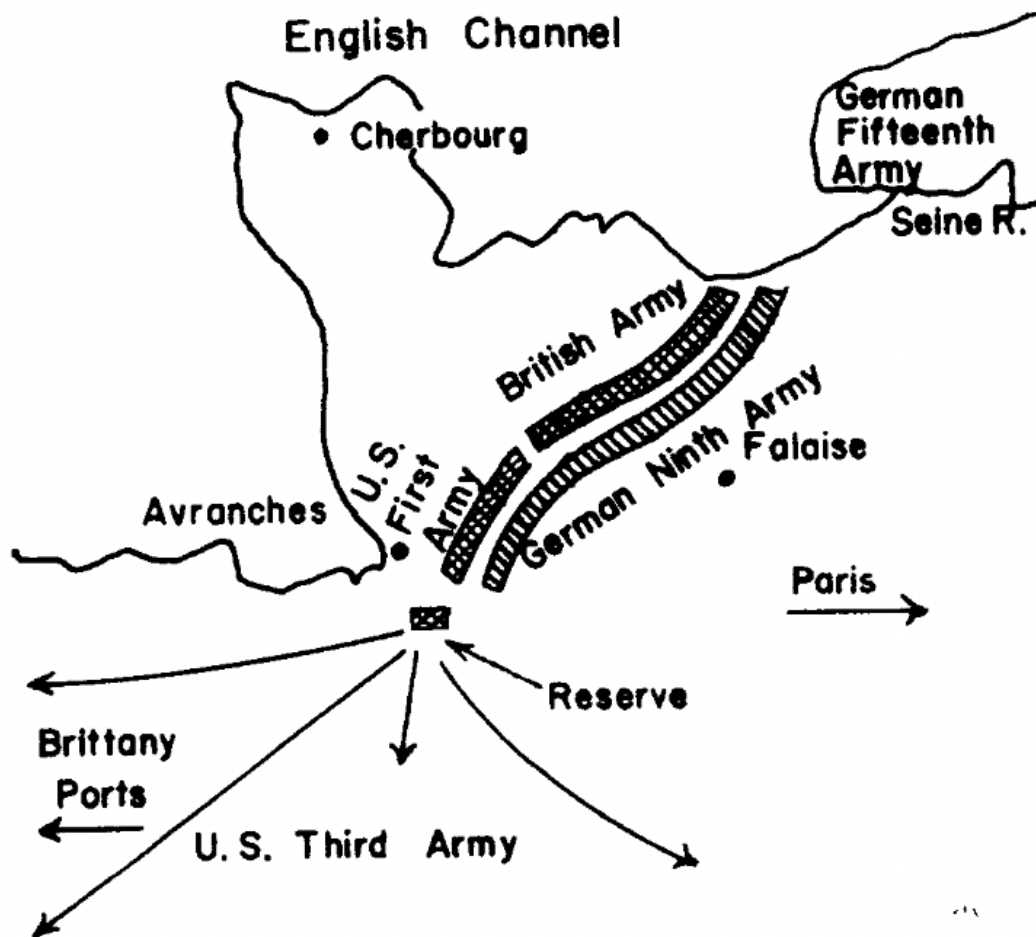 English Channel
Cherbourg
German
Fifteenth
Army
Seine R.
British Army
German Ninth Army
Falaise
U.S.
First
Army
Avranches
Paris
Reserve
Brittany
Ports
U.S. Third Army